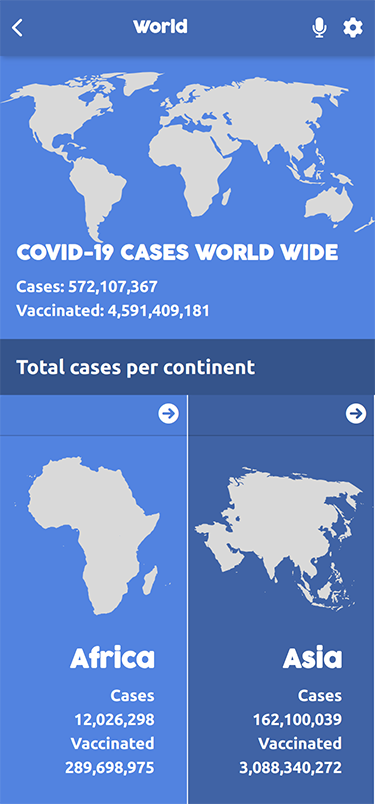 World
COVID-19 CASES WORLD WIDE
Cases: 572,107,367
Vaccinated: 4,591,409,181
Total cases per continent
Africa
Cases
12,026,298
Vaccinated
289,698,975
Asia
Cases
162,100,039
Vaccinated
3,088,340,272